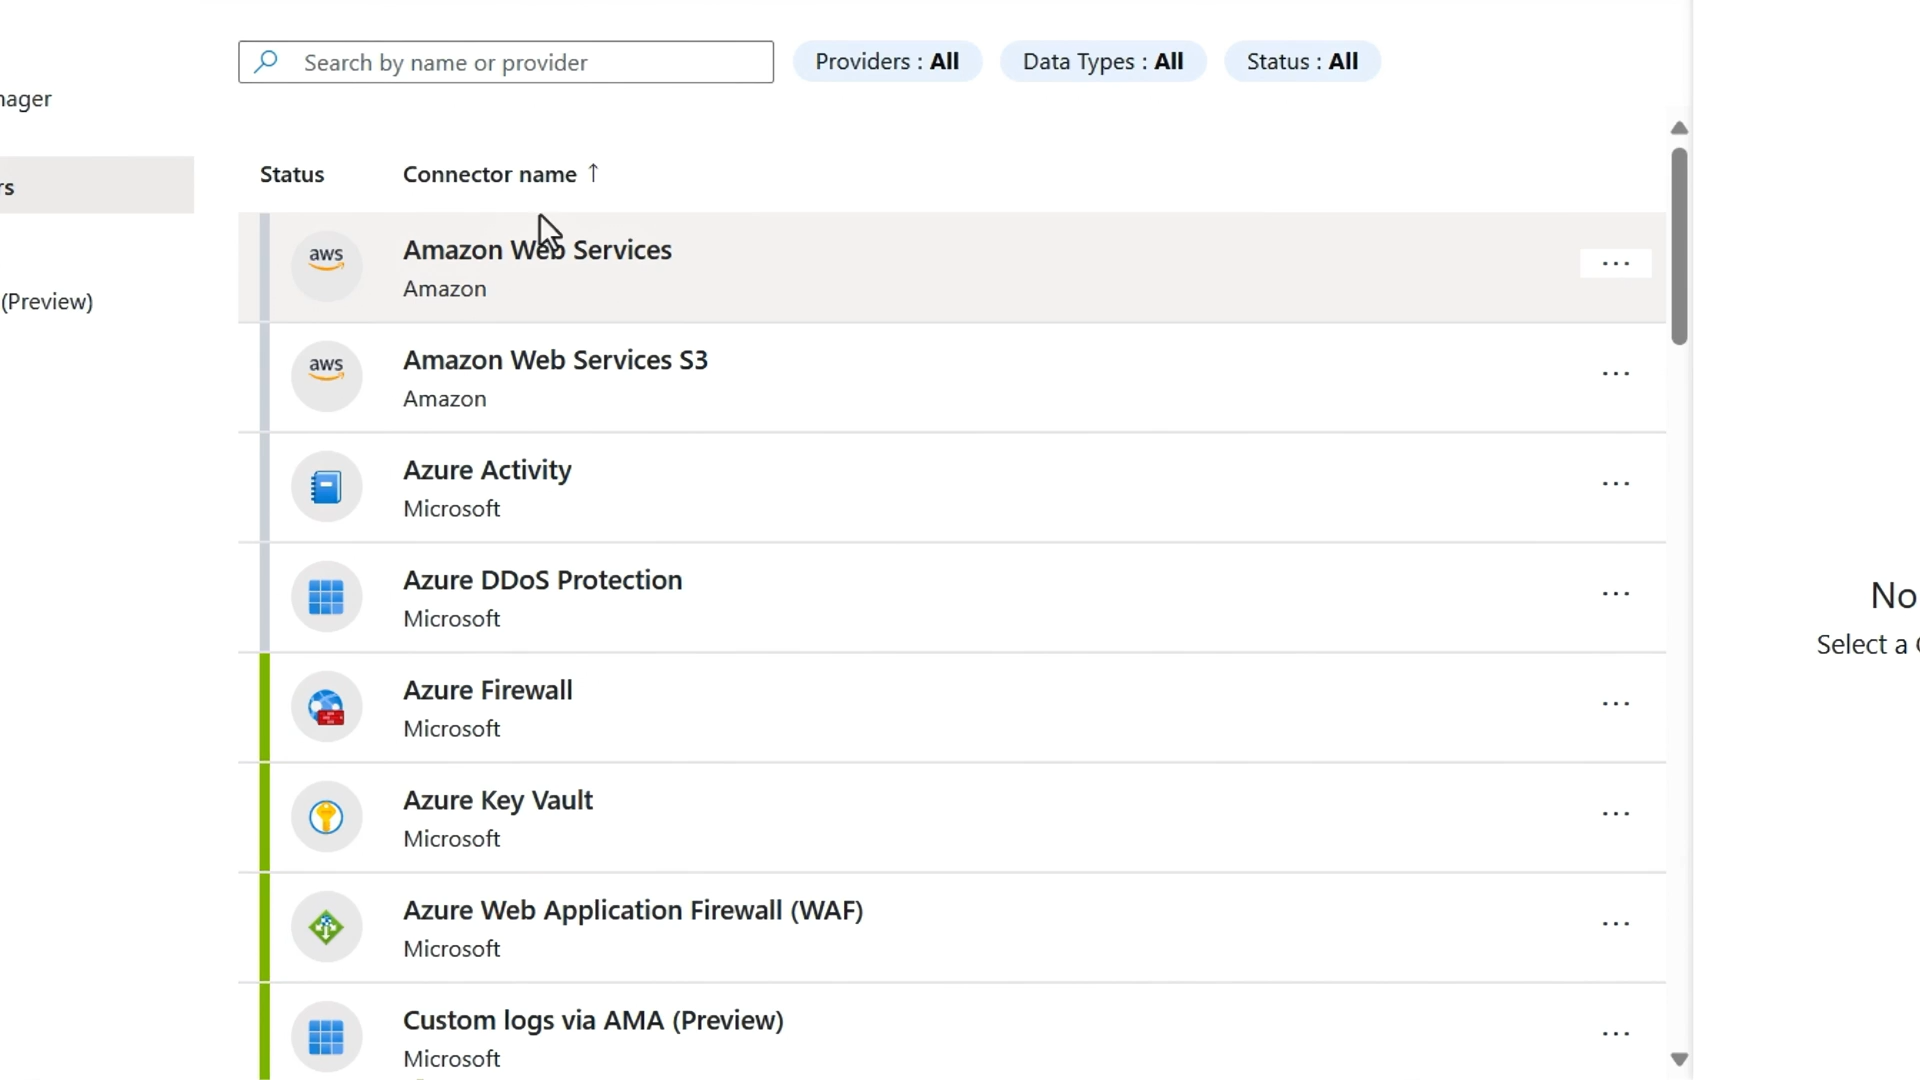 Search by name or provider
Providers : All
Data Types : All
Status : All
nager
rs
(Preview)
Status
Connector name ↑
aws
Amazon Web Services
Amazon
...
aws
Amazon Web Services S3
Amazon
...
Azure Activity
Microsoft
...
Azure DDoS Protection
Microsoft
...
Azure Firewall
Microsoft
...
Azure Key Vault
Microsoft
...
Azure Web Application Firewall (WAF)
Microsoft
...
Custom logs via AMA (Preview)
Microsoft
...
No
Select a